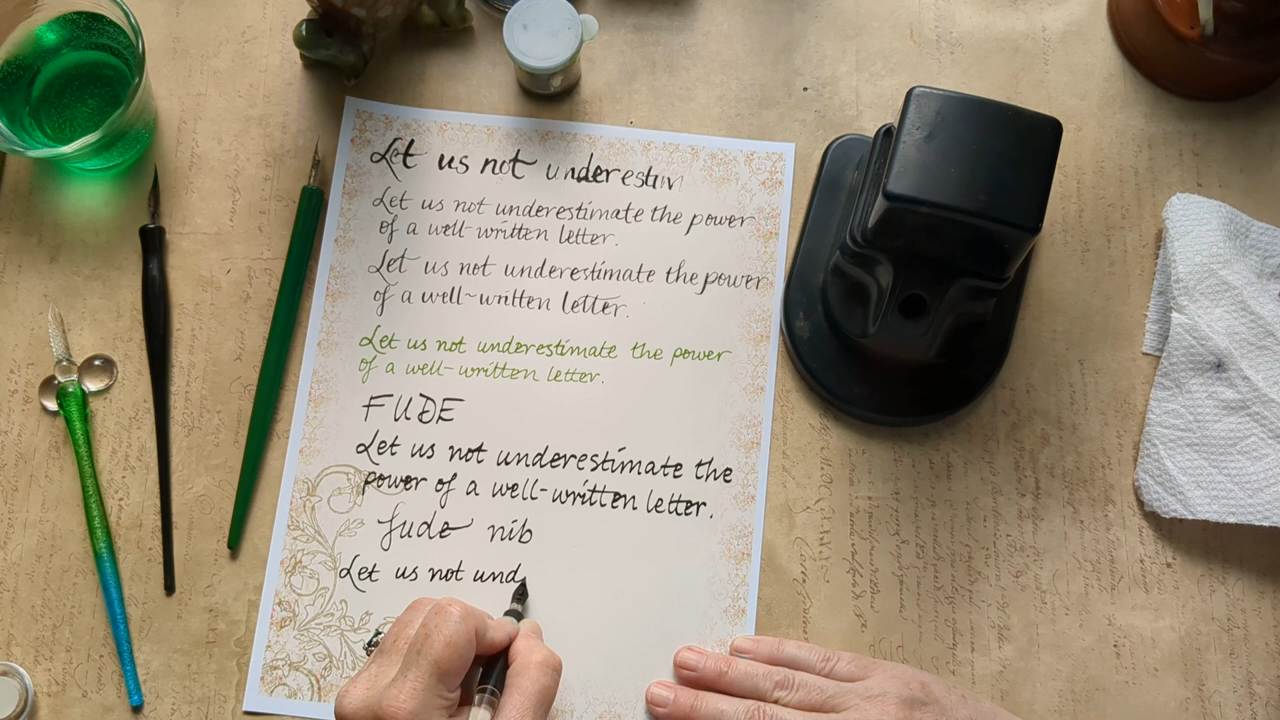 Let us not underestim
Let us not underestimate the power
of a well-written letter.
Let us not underestimate the power
of a well-written letter.
Let us not underestimate the power
of a well-written letter.
FUDE
Let us not underestimate the
power of a well-written letter.
fude nib
Let us not und